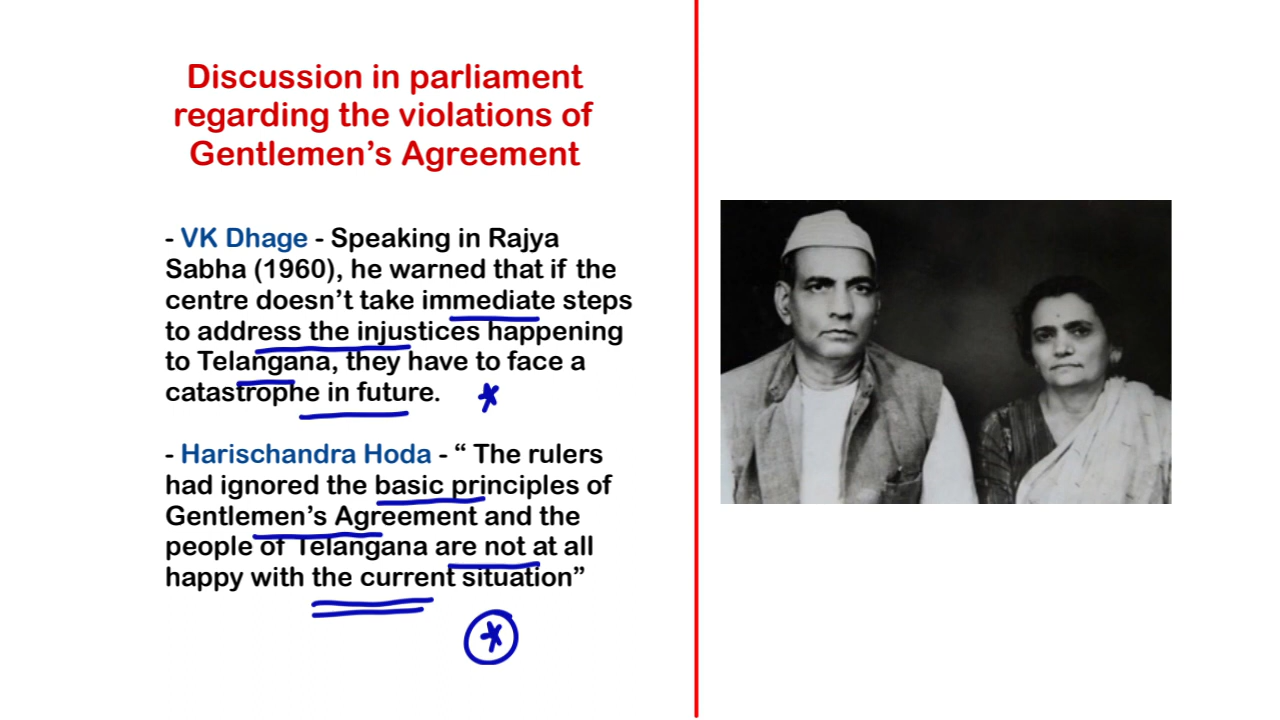 Discussion in parliament
regarding the violations of
Gentlemen’s Agreement
- VK Dhage - Speaking in Rajya
Sabha (1960), he warned that if the
centre doesn’t take immediate steps
to address the injustices happening
to Telangana, they have to face a
catastrophe in future.
- Harischandra Hoda - “ The rulers
had ignored the basic principles of
Gentlemen’s Agreement and the
people of Telangana are not at all
happy with the current situation”